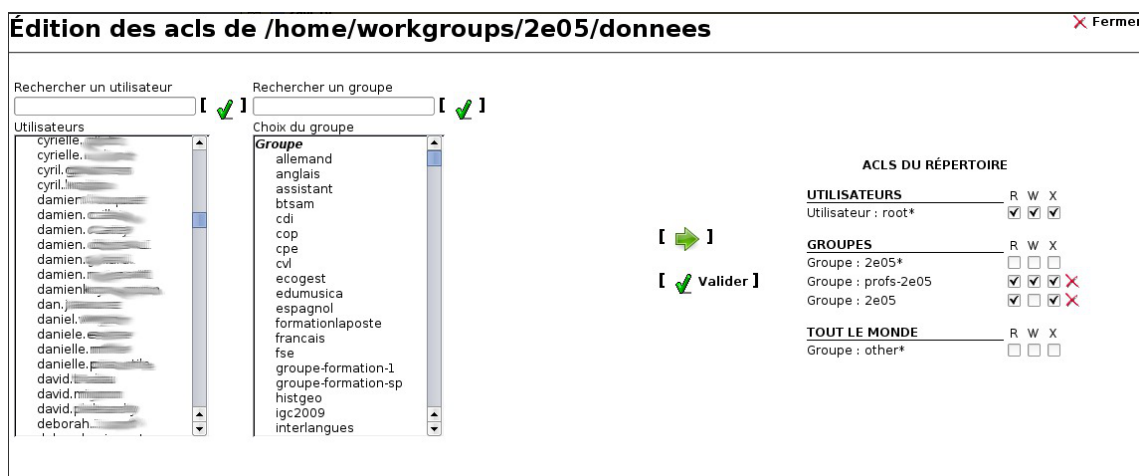 Édition des acls de /home/workgroups/2e05/donnees
Fermer
Rechercher un utilisateur
[ ]
Utilisateurs
cyrielle.
cyrielle.
cyril.
cyril.
damien
damien.
damien.
damien.
damien.
damien.
damien
dan.
daniel.
daniele.
danielle.
danielle.
david.
david.
david.
deborah.
Rechercher un groupe
[ ]
Choix du groupe
Groupe
allemand
anglais
assistant
btsam
cdi
cop
cpe
cvl
ecogest
edumusica
espagnol
formationlaposte
francais
fse
groupe-formation-1
groupe-formation-sp
histgeo
igc2009
interlangues
[ ]
[ Valider ]
ACLS DU RÉPERTOIRE
UTILISATEURS R W X
Utilisateur : root*
GROUPES R W X
Groupe : 2e05*
Groupe : profs-2e05
Groupe : 2e05
TOUT LE MONDE R W X
Groupe : other*